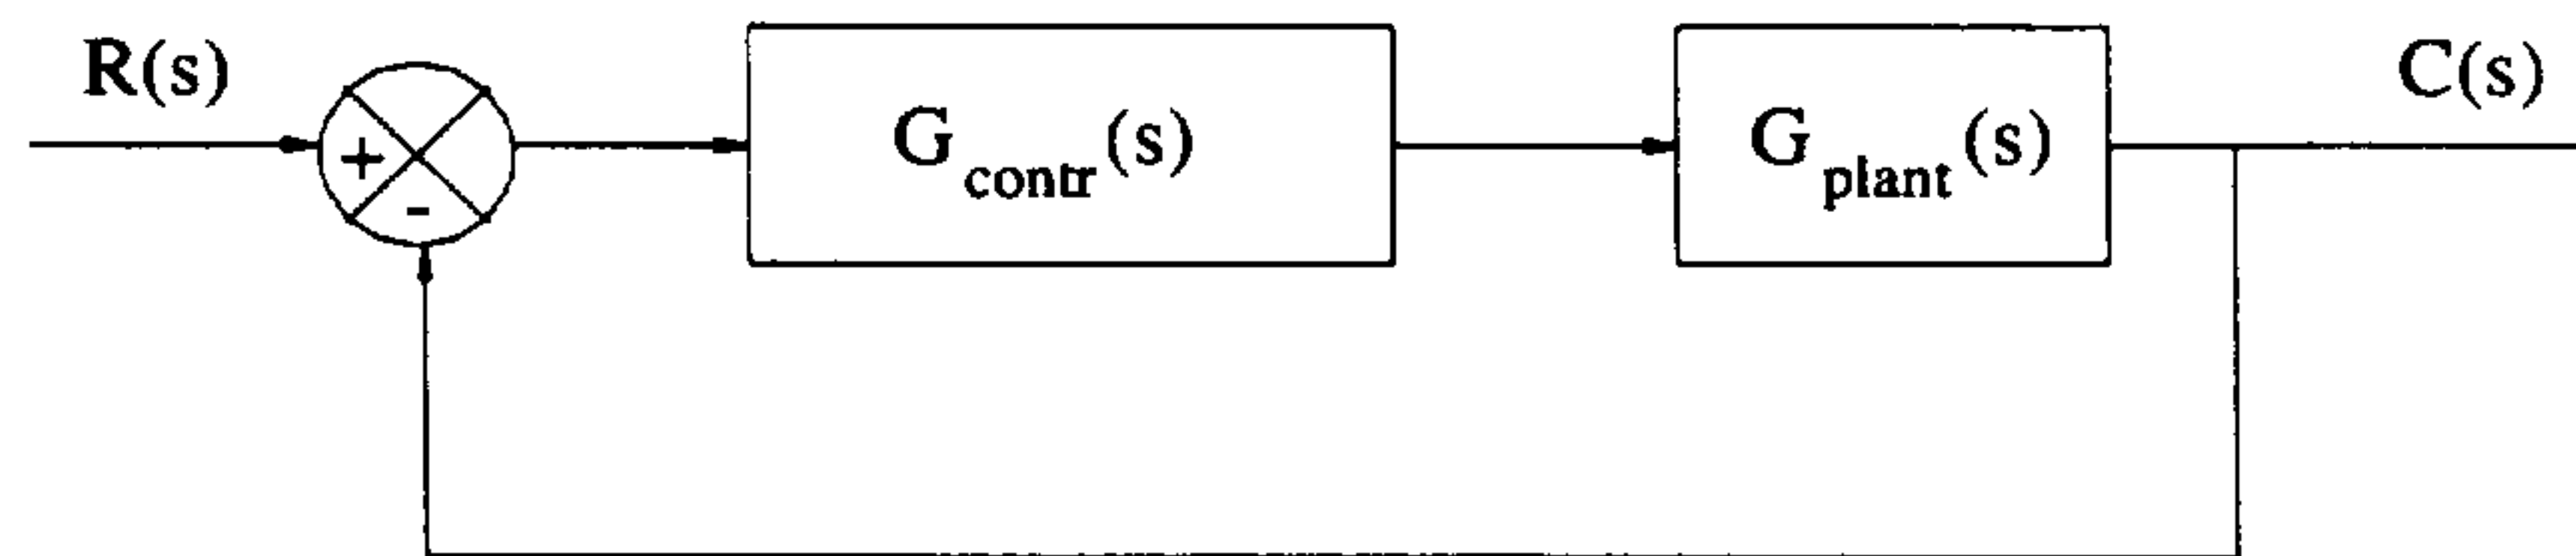 R(s)
+
-
G contr (s)
G plant (s)
C(s)